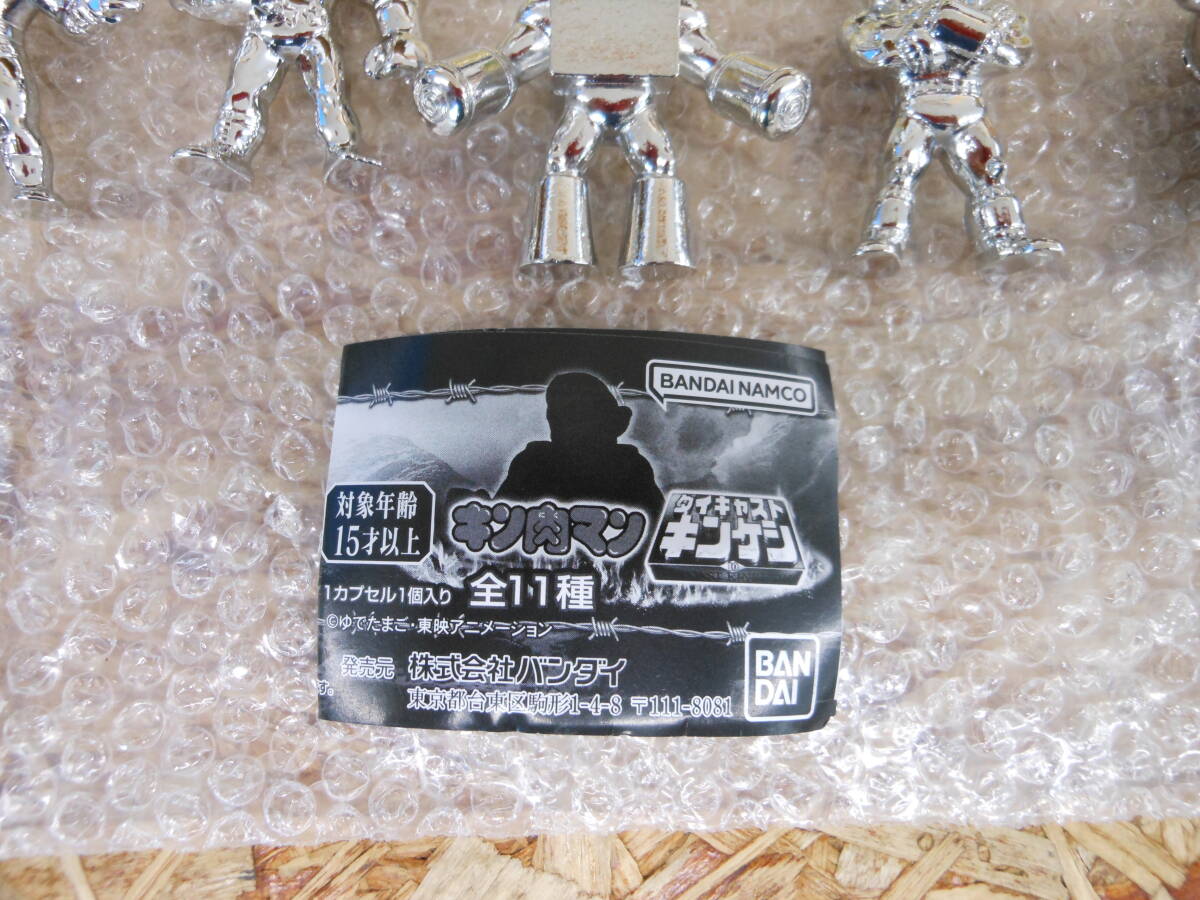 BANDAI NAMCO
対象年齢
15才以上
キン肉マン
ダイキャスト
キンケシ
1カプセル1個入り
全11種
©ゆでたまご・東映アニメーション
発売元 株式会社バンダイ
す。
東京都台東区駒形1-4-8 〒111-8081
BAN
DAI